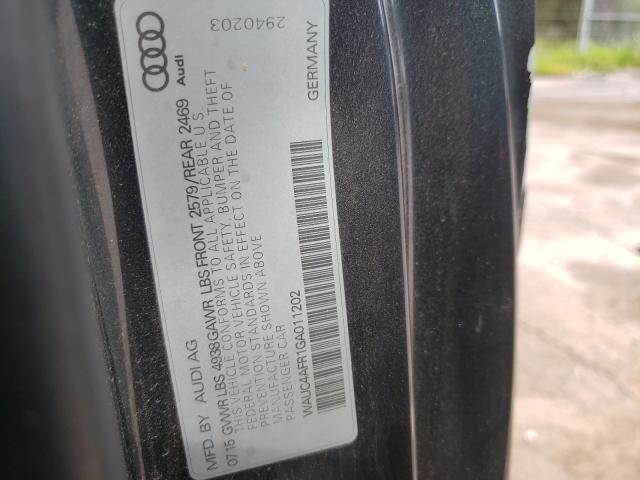 MFD. BY AUDI AG
0715 GVWR LBS 4938 GAWR LBS FRONT 2579/REAR 2469
THIS VEHICLE CONFORMS TO ALL APPLICABLE U S
FEDERAL MOTOR VEHICLE SAFETY, BUMPER AND THEFT
PREVENTION STANDARDS IN EFFECT ON THE DATE OF
MANUFACTURE SHOWN ABOVE
PASSENGER CAR
WAUC4AFR1GA011202
GERMANY
Audi
2940203